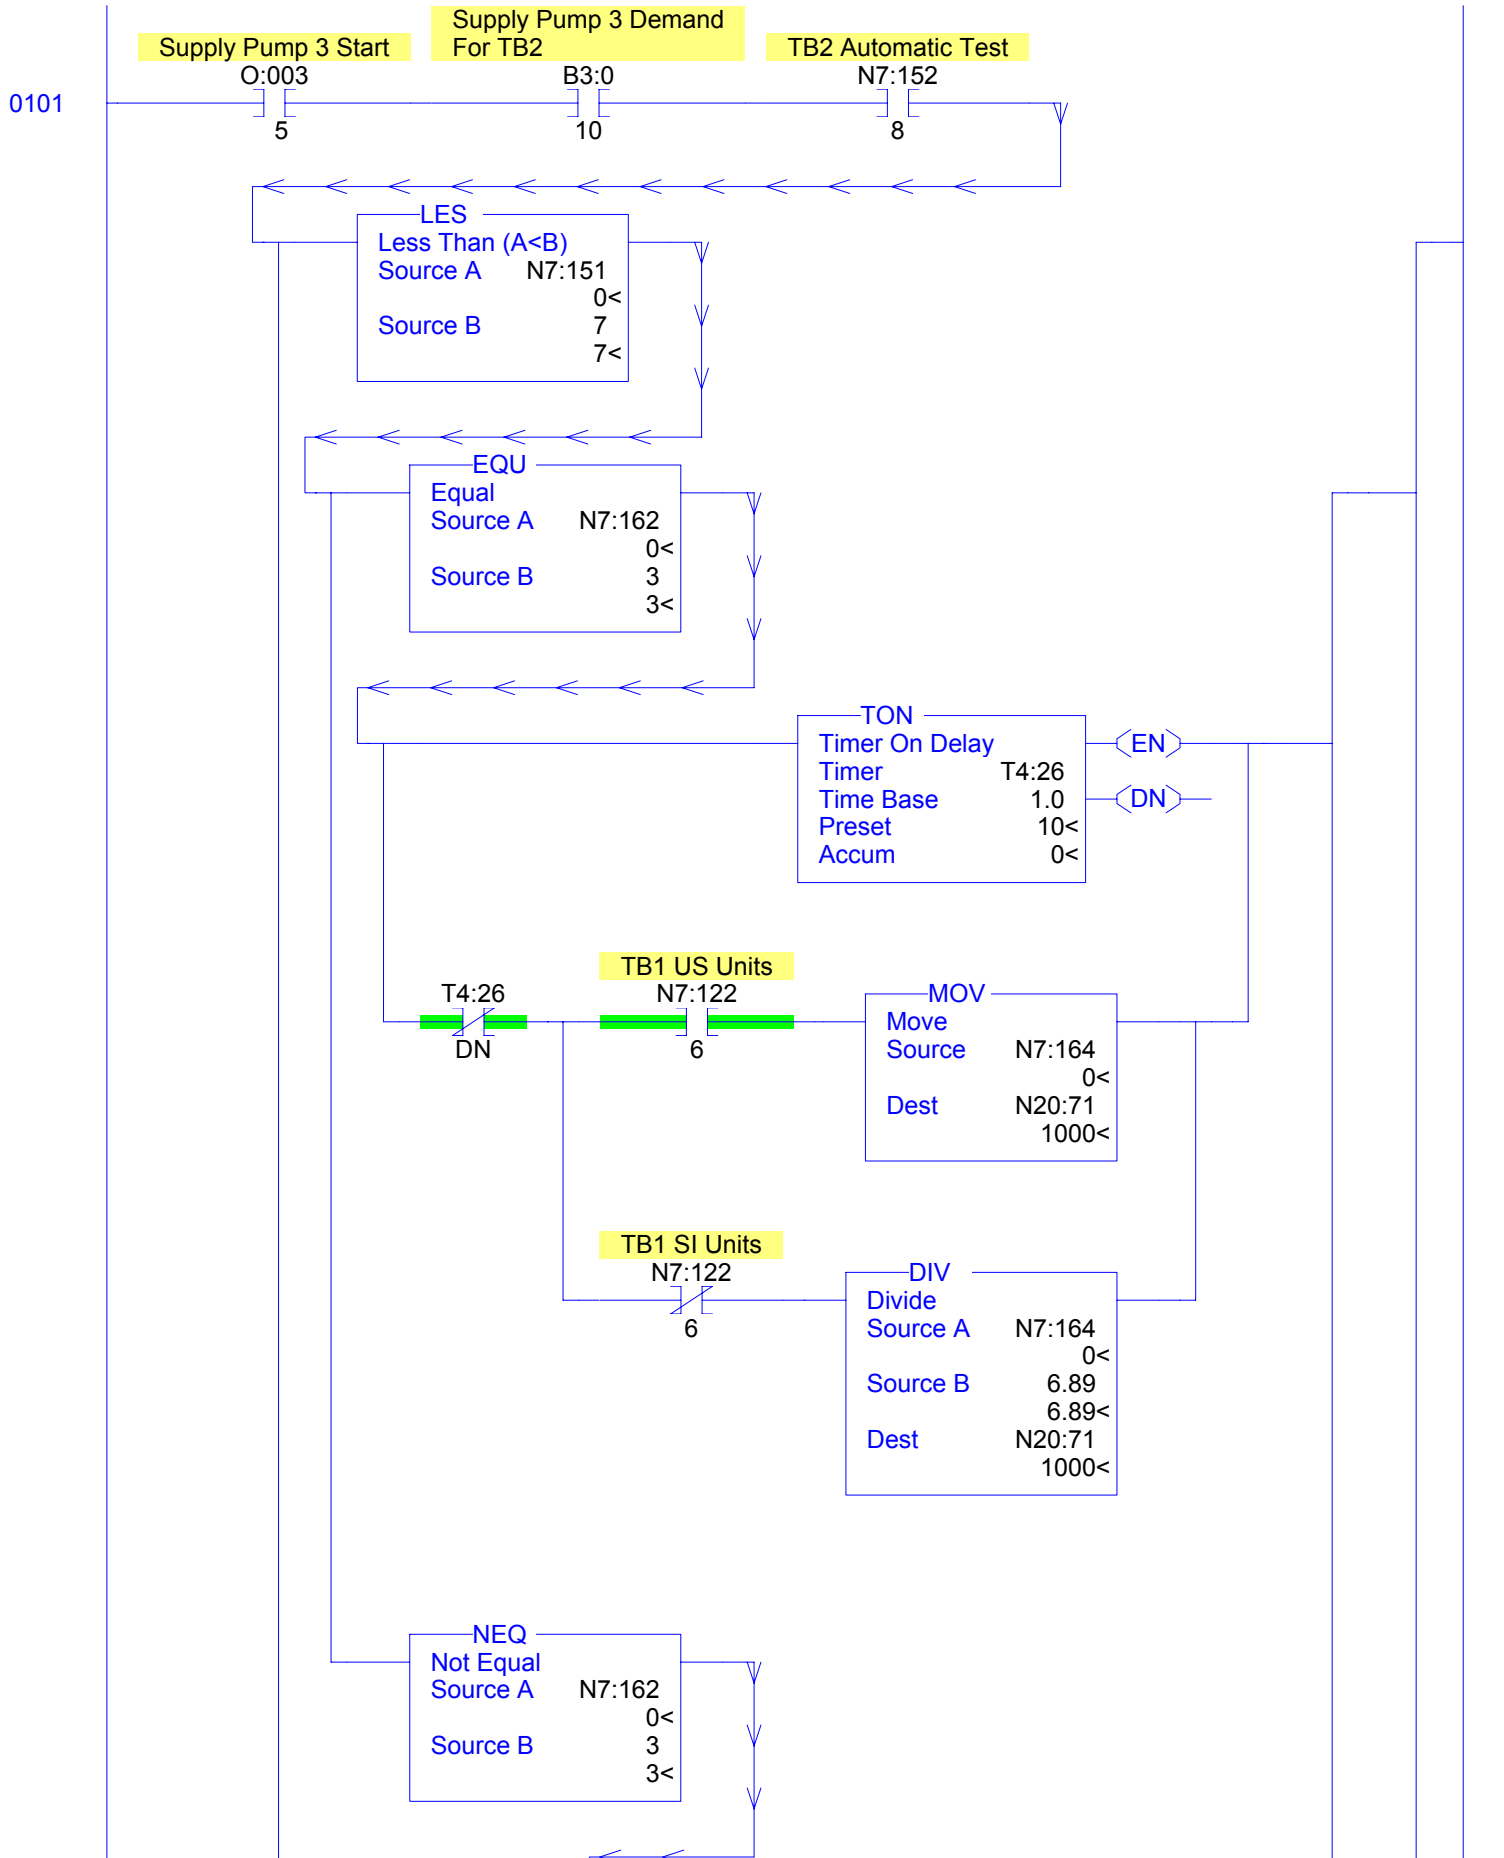 Supply Pump 3 Start
Supply Pump 3 Demand
For TB2
TB2 Automatic Test
O:003
B3:0
N7:152
0101
5
10
8
LES
Less Than (A<B)
Source A N7:151
0<
Source B 7
7<
EQU
Equal
Source A N7:162
0<
Source B 3
3<
TON
Timer On Delay
Timer T4:26
Time Base 1.0
Preset 10<
Accum 0<
EN
DN
TB1 US Units
T4:26
N7:122
DN
6
MOV
Move
Source N7:164
0<
Dest N20:71
1000<
TB1 SI Units
N7:122
6
DIV
Divide
Source A N7:164
0<
Source B 6.89
6.89<
Dest N20:71
1000<
NEQ
Not Equal
Source A N7:162
0<
Source B 3
3<